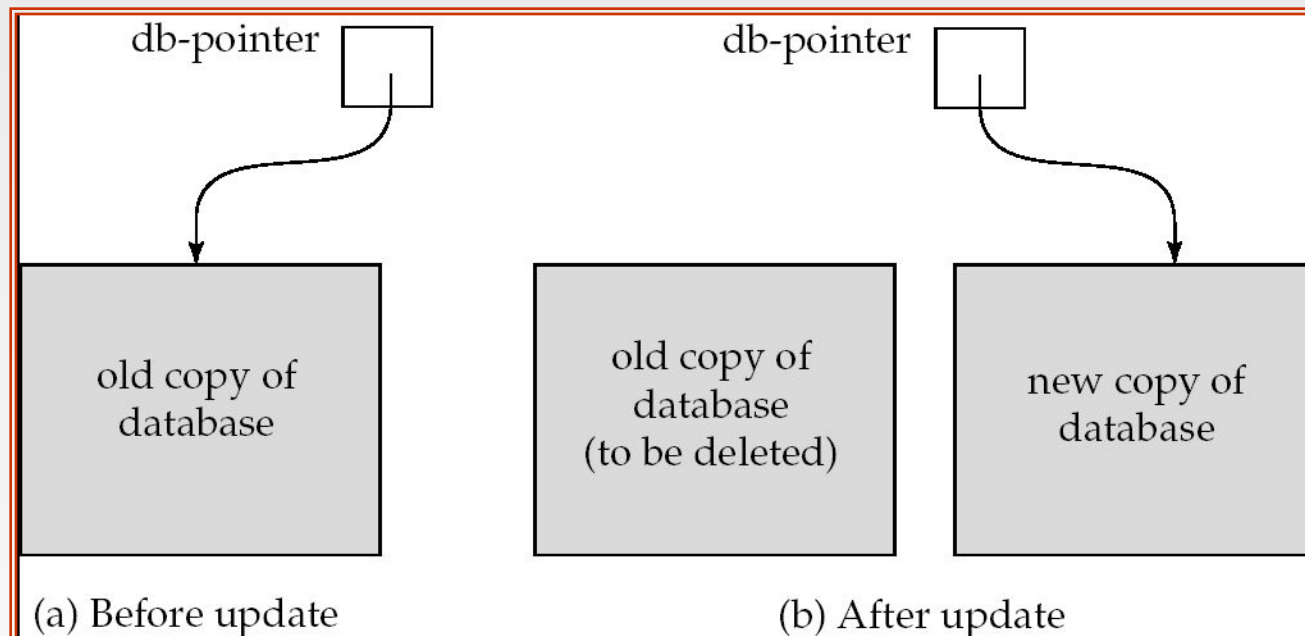 db-pointer
old copy of
database
(a) Before update
db-pointer
old copy of
database
(to be deleted)
new copy of
database
(b) After update